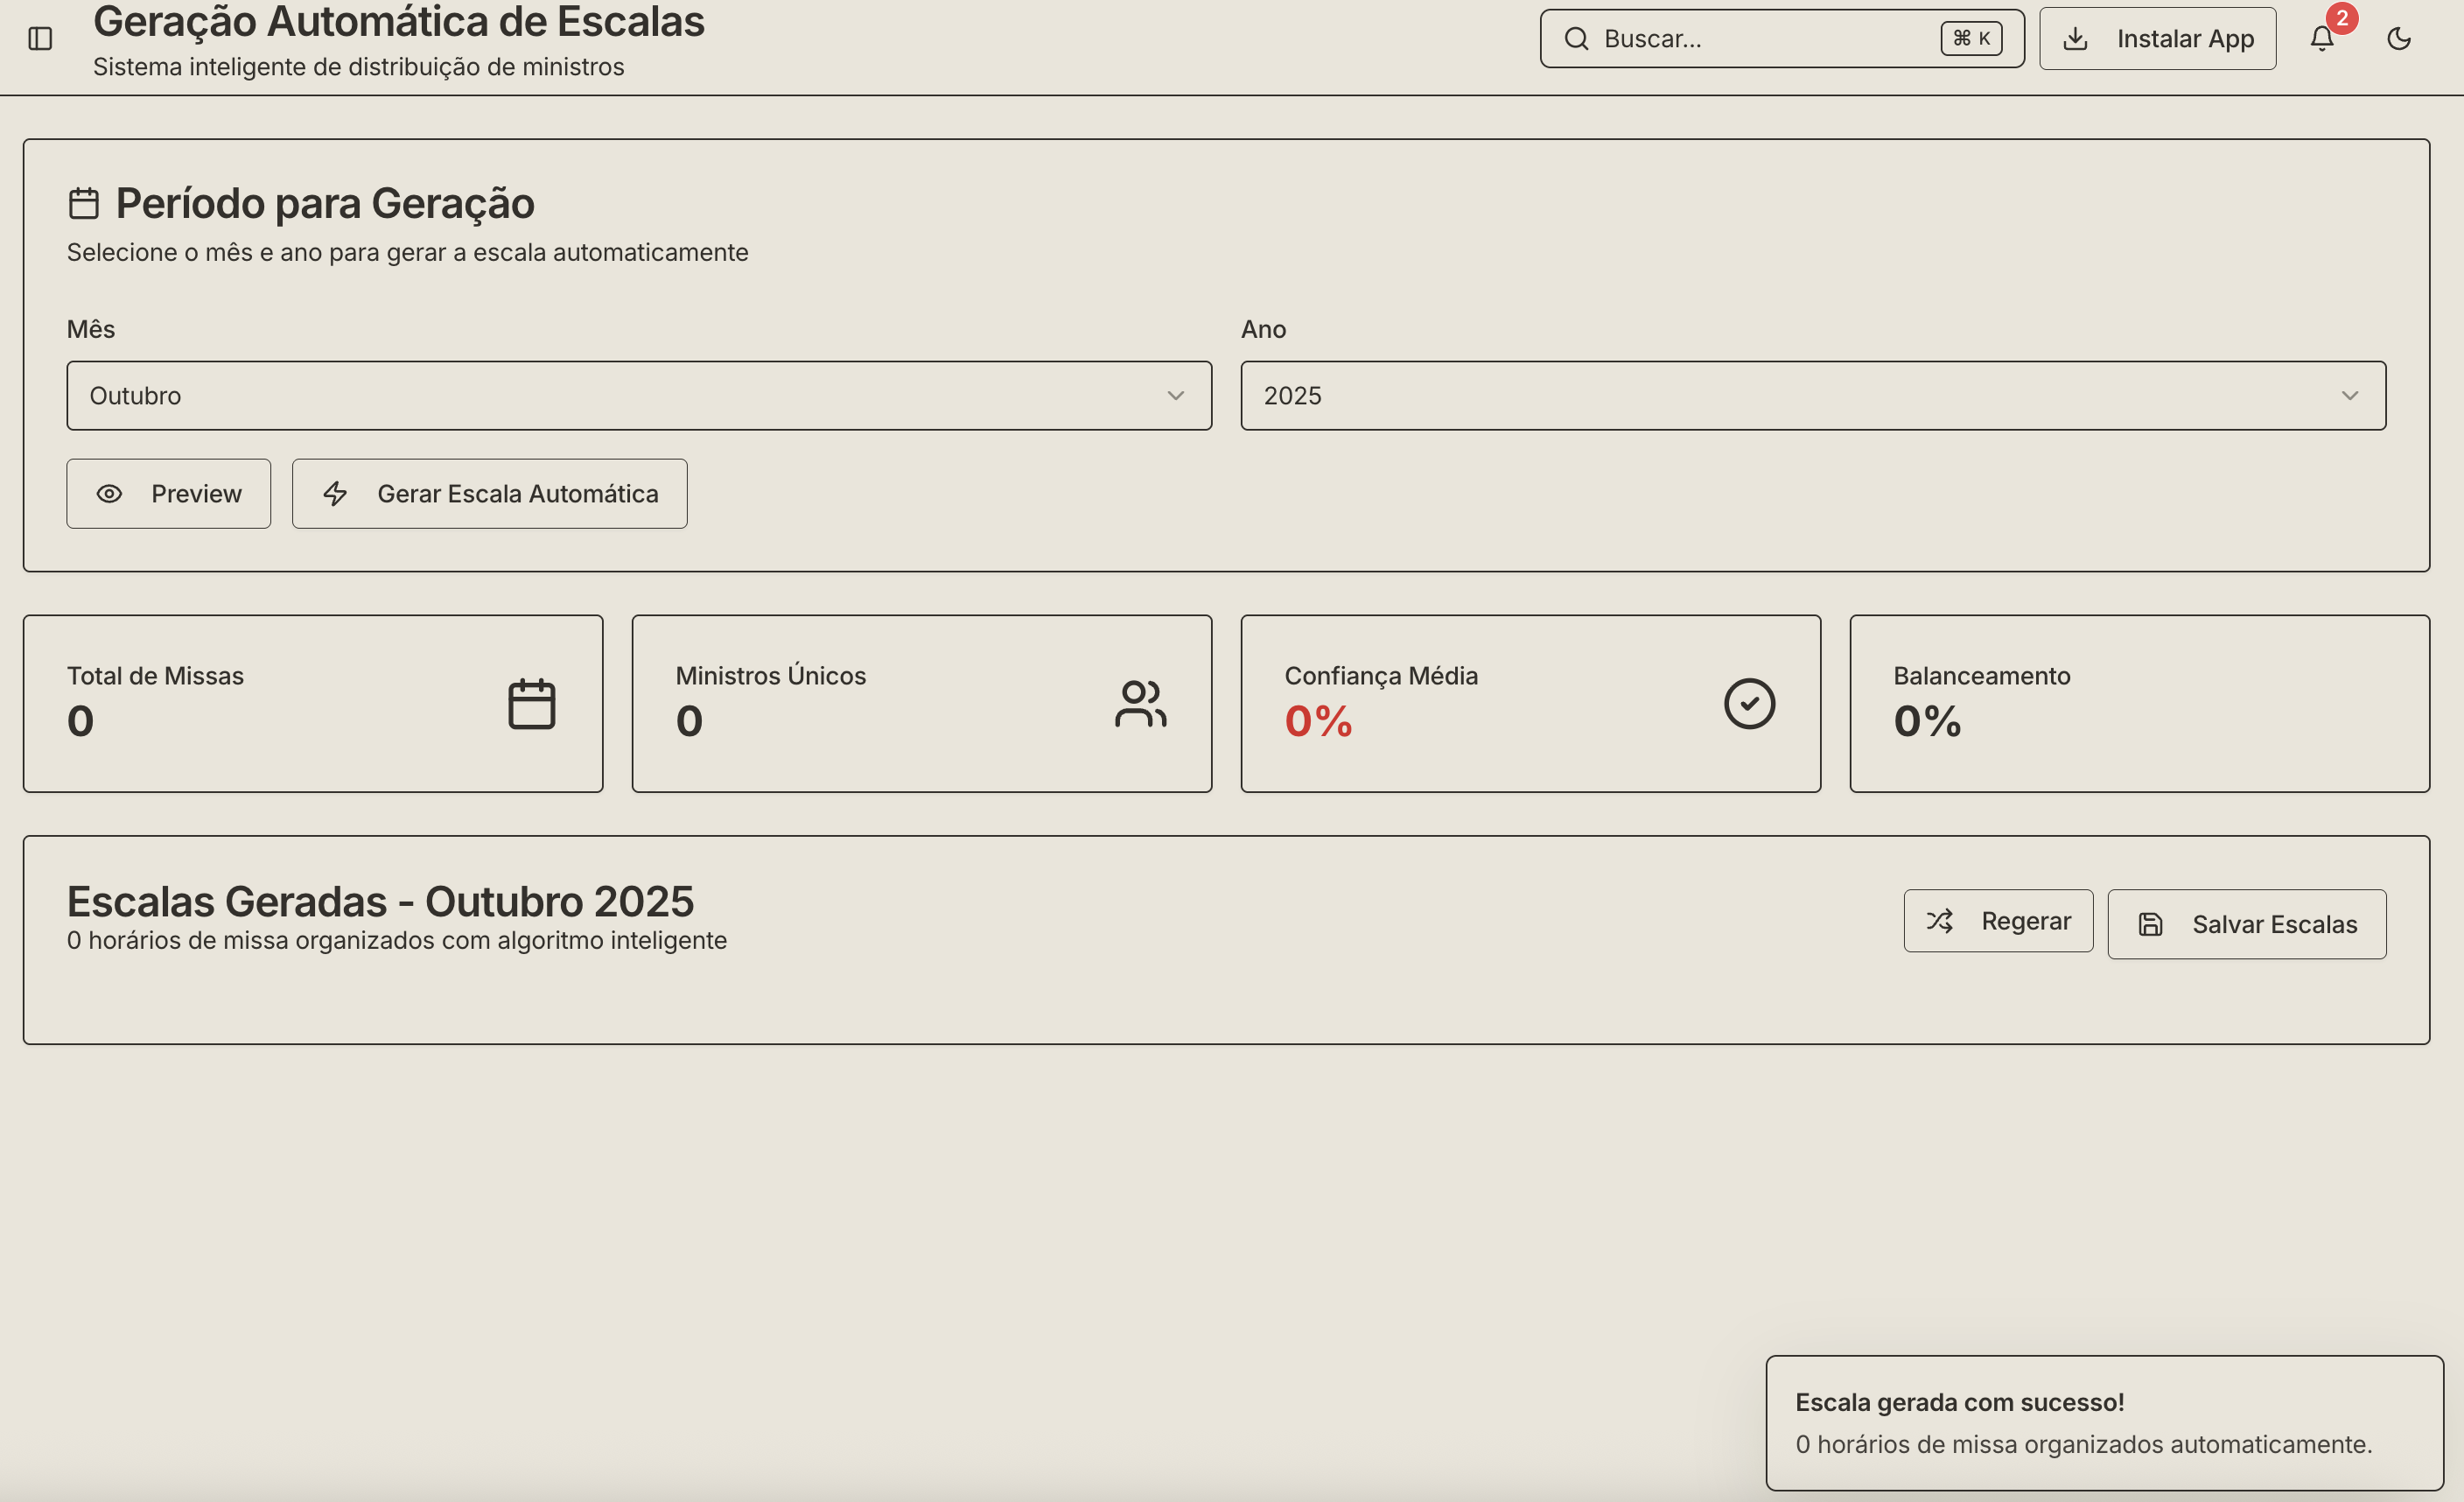 Geração Automática de Escalas
Sistema inteligente de distribuição de ministros
Buscar...
⌘ K
Instalar App
2
Período para Geração
Selecione o mês e ano para gerar a escala automaticamente
Mês
Ano
Outubro
2025
Preview
Gerar Escala Automática
Total de Missas
0
Ministros Únicos
0
Confiança Média
0%
Balanceamento
0%
Escalas Geradas - Outubro 2025
0 horários de missa organizados com algoritmo inteligente
Regerar
Salvar Escalas
Escala gerada com sucesso!
0 horários de missa organizados automaticamente.